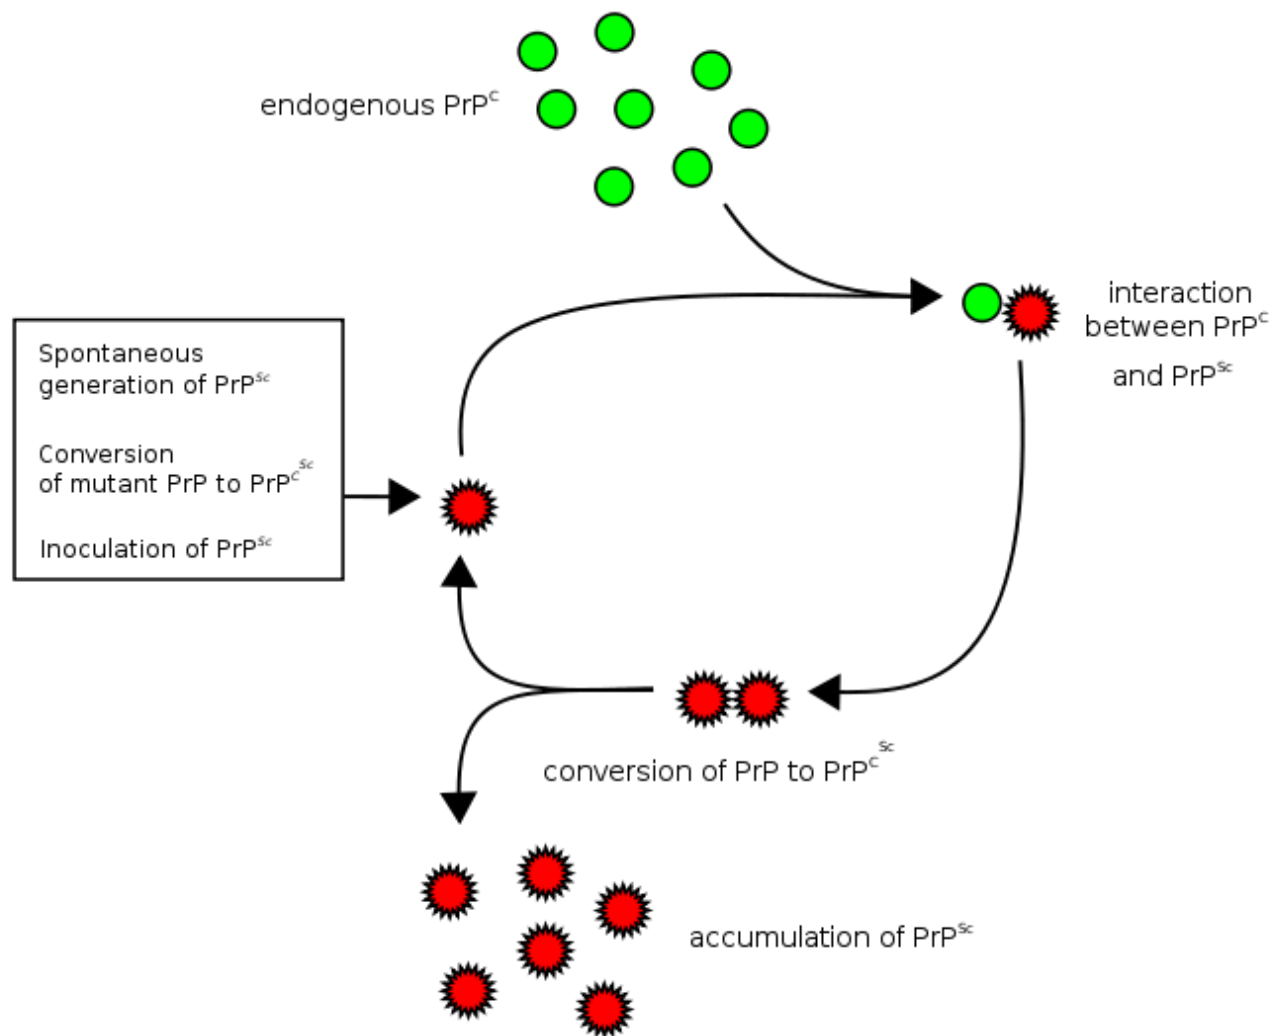 endogenous PrPᶜ
interaction
between PrPᶜ
and PrPˢᶜ
Spontaneous
generation of PrPˢᶜ
Conversion
of mutant PrP to PrPᶜˢᶜ
Inoculation of PrPˢᶜ
conversion of PrP to PrPᶜˢᶜ
accumulation of PrPˢᶜ